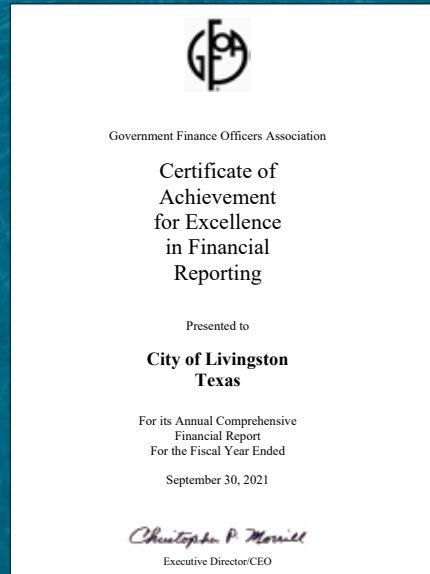 GFOA
Government Finance Officers Association
Certificate of
Achievement
for Excellence
in Financial
Reporting
Presented to
City of Livingston
Texas
For its Annual Comprehensive
Financial Report
For the Fiscal Year Ended
September 30, 2021
Christopher P. Morrill
Executive Director/CEO